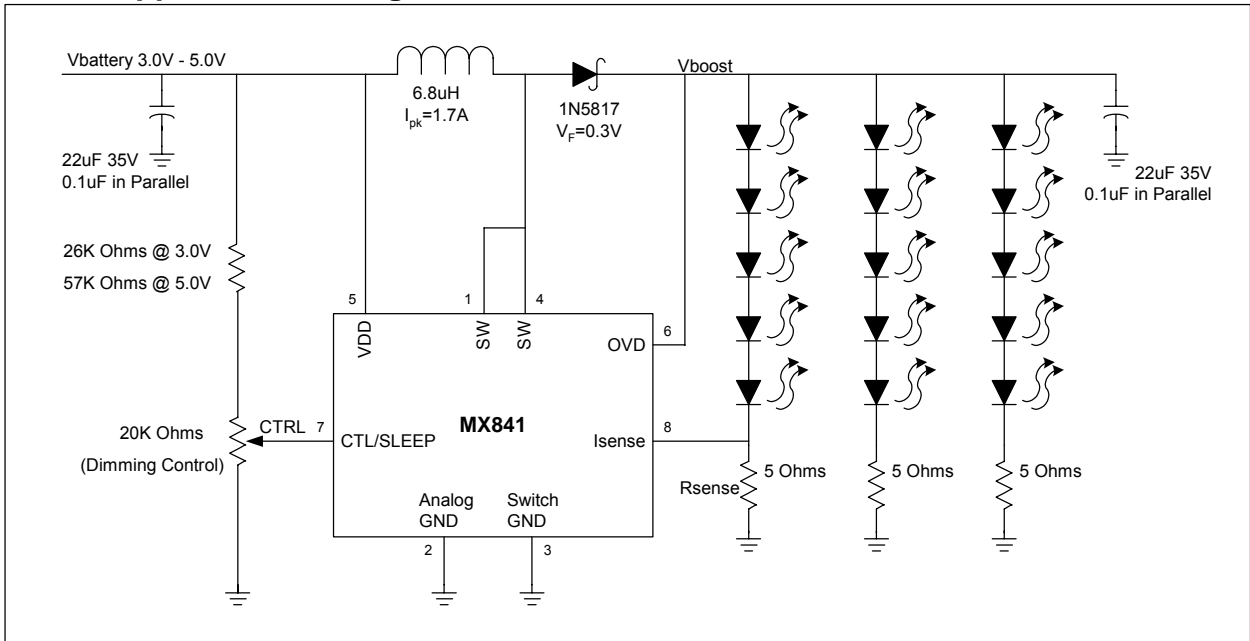 Vbattery 3.0V - 5.0V
Vboost
6.8uH
Ipk=1.7A
1N5817
VF=0.3V
22uF 35V
0.1uF in Parallel
22uF 35V
0.1uF in Parallel
26K Ohms @ 3.0V
57K Ohms @ 5.0V
5
1
4
VDD
SW
SW
6
OVD
20K Ohms
(Dimming Control)
CTRL
7
CTL/SLEEP
MX841
Isense
8
Rsense
5 Ohms
5 Ohms
5 Ohms
Analog
GND
Switch
GND
2
3